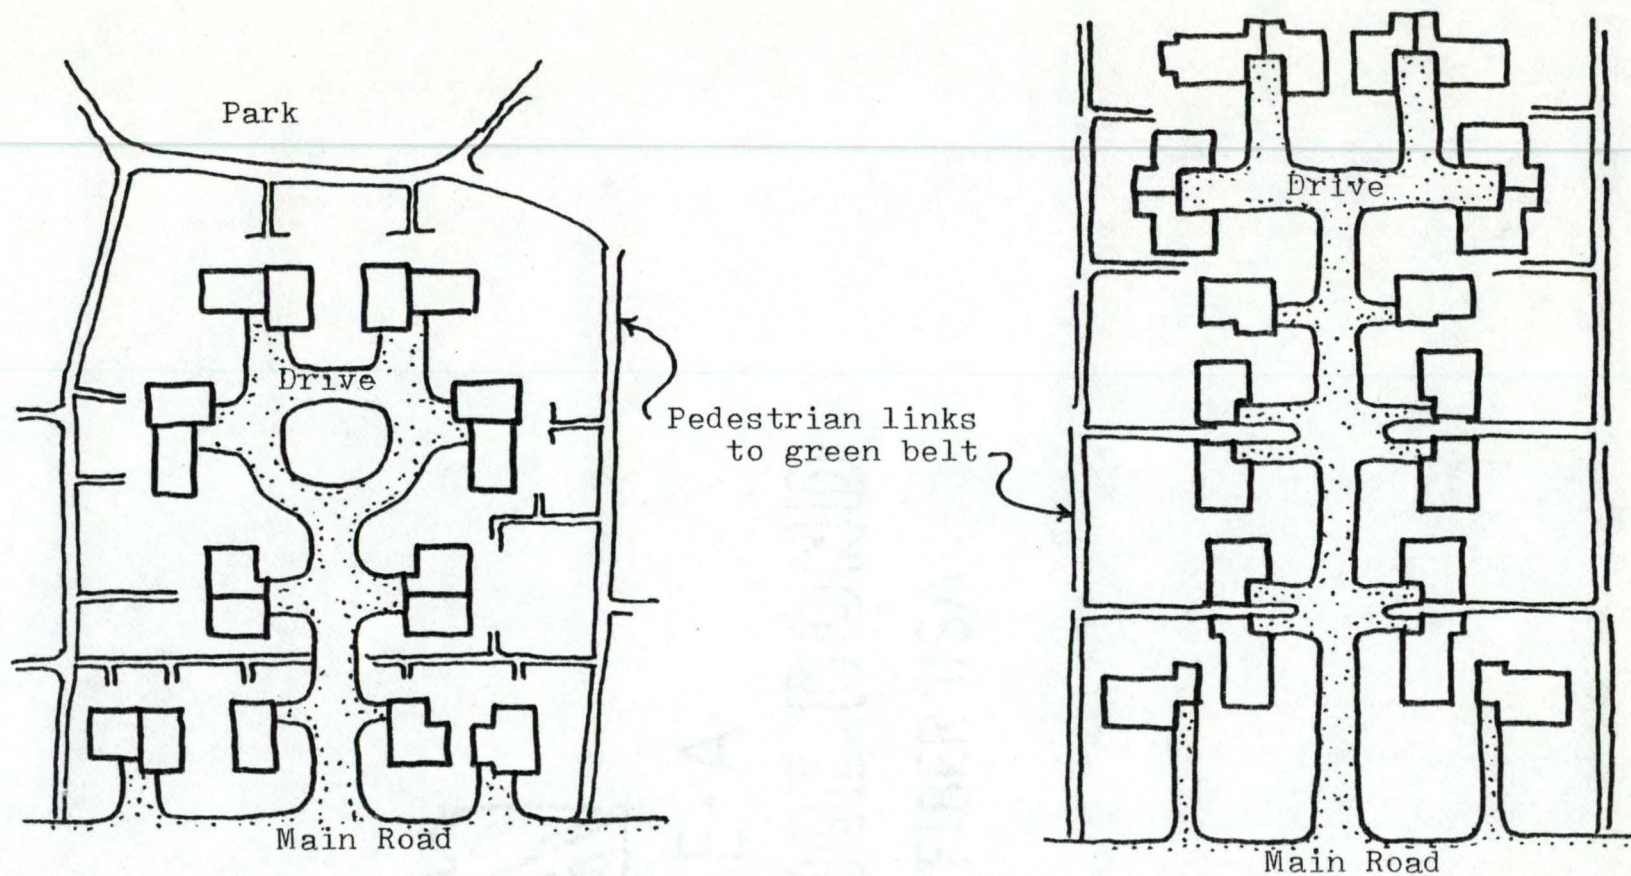 Park
Drive
Main Road
Pedestrian links
to green belt
Drive
Main Road